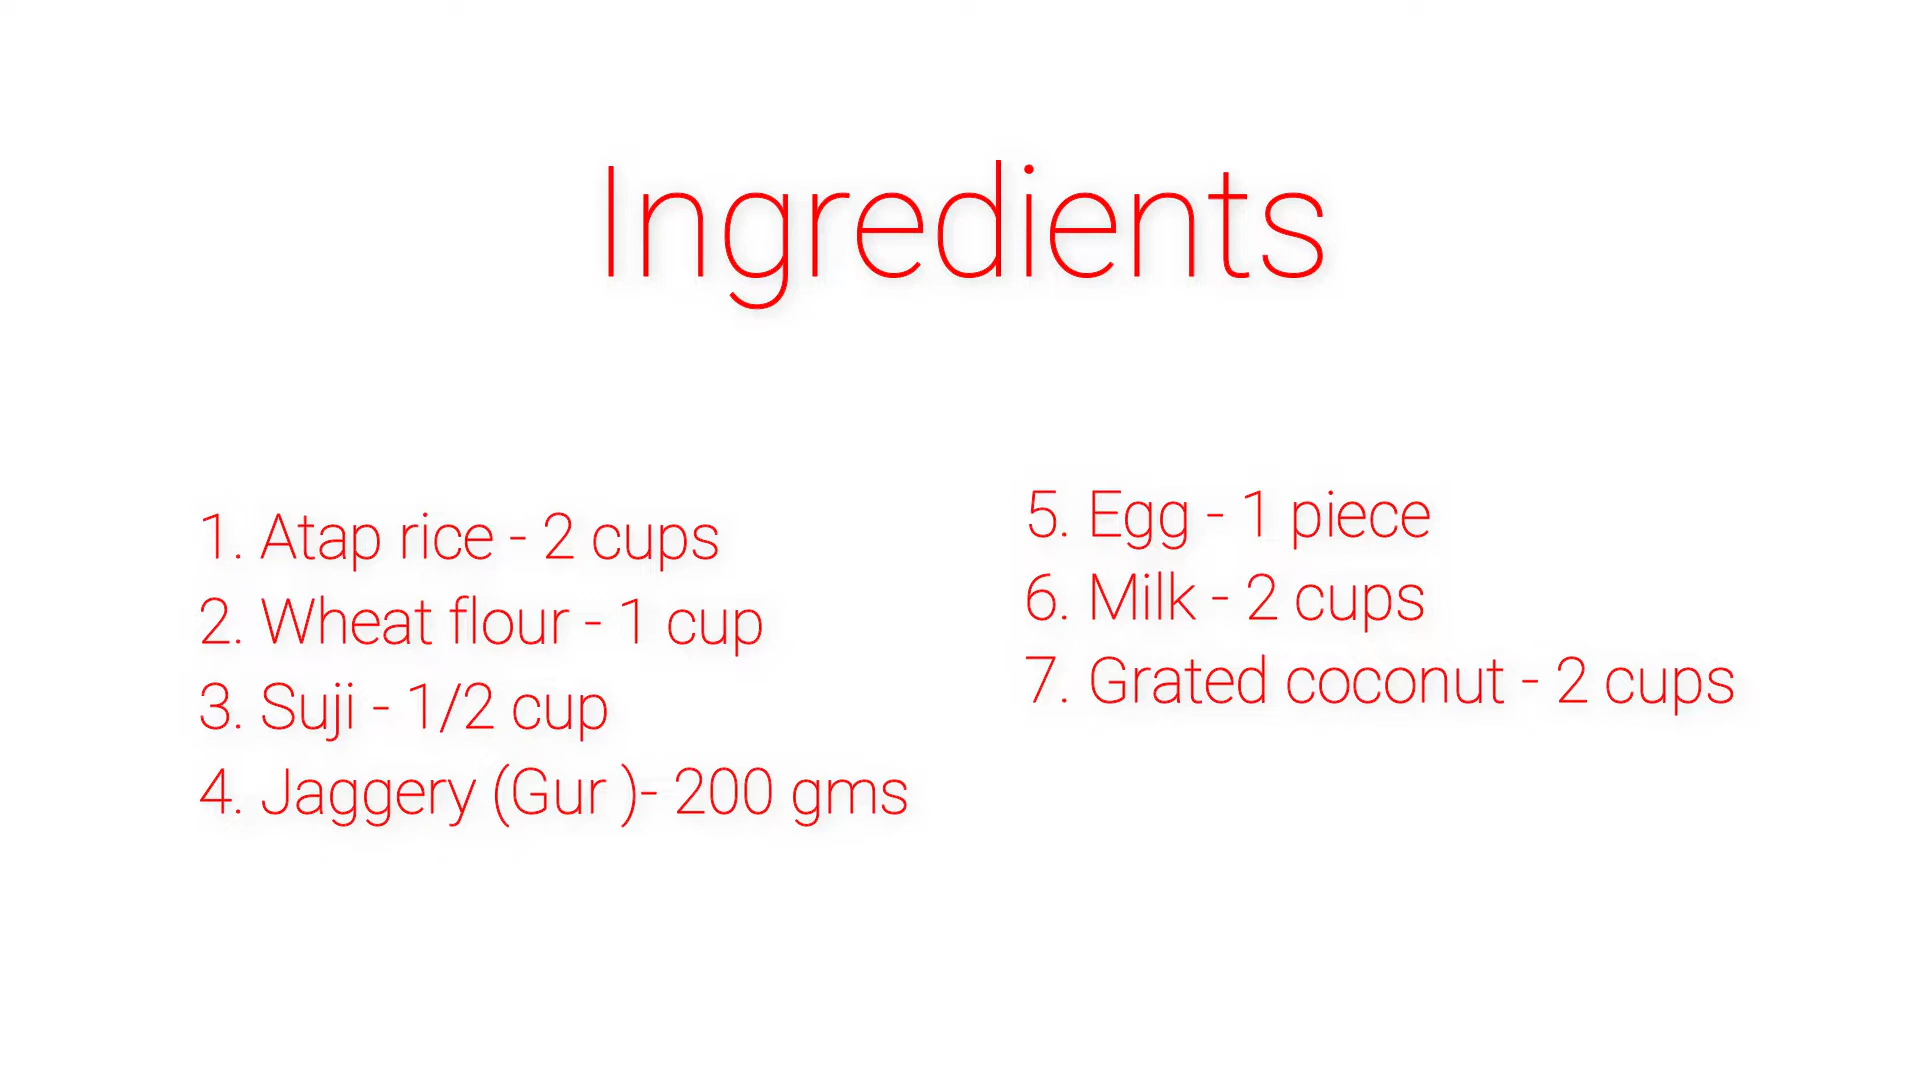 Ingredients
1. Atap rice - 2 cups
2. Wheat flour - 1 cup
3. Suji - 1/2 cup
4. Jaggery (Gur )- 200 gms
5. Egg - 1 piece
6. Milk - 2 cups
7. Grated coconut - 2 cups